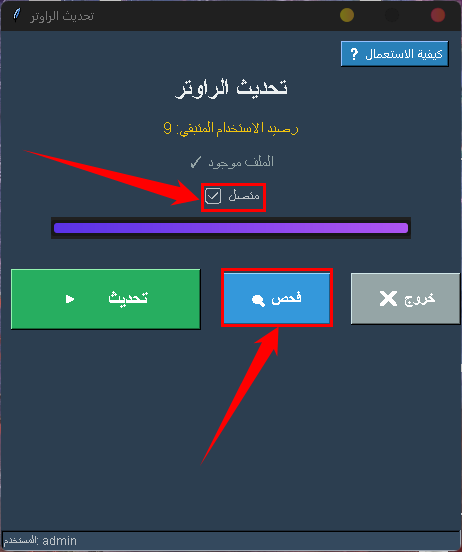 تحديث الراوتر
كيفية الاستعمال ?
تحديث الراوتر
رصيد الاستخدام المتبقي: 9
الملف موجود ✓
متصل
تحديث
فحص
خروج
المستخدم: admin